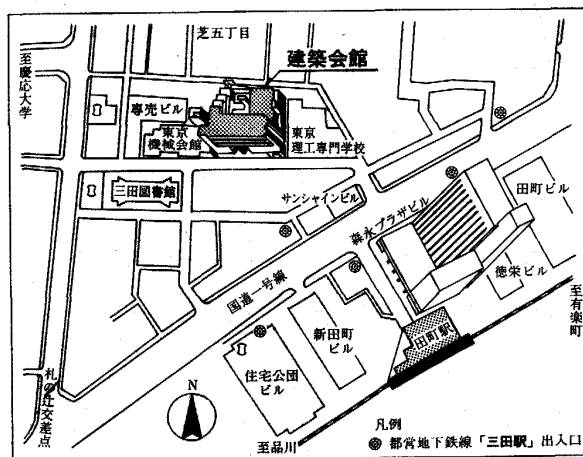 芝五丁目
至慶応大学
建築会館
専売ビル
東京
機械会館
東京
理工専門学校
三田図書館
サンシャインビル
田町ビル
森永プラザビル
徳栄ビル
至有楽町
国道一号線
新田町
ビル
田町駅
住宅公団
ビル
札の辻交差点
N
至品川
凡例
都営地下鉄線「三田駅」出入口